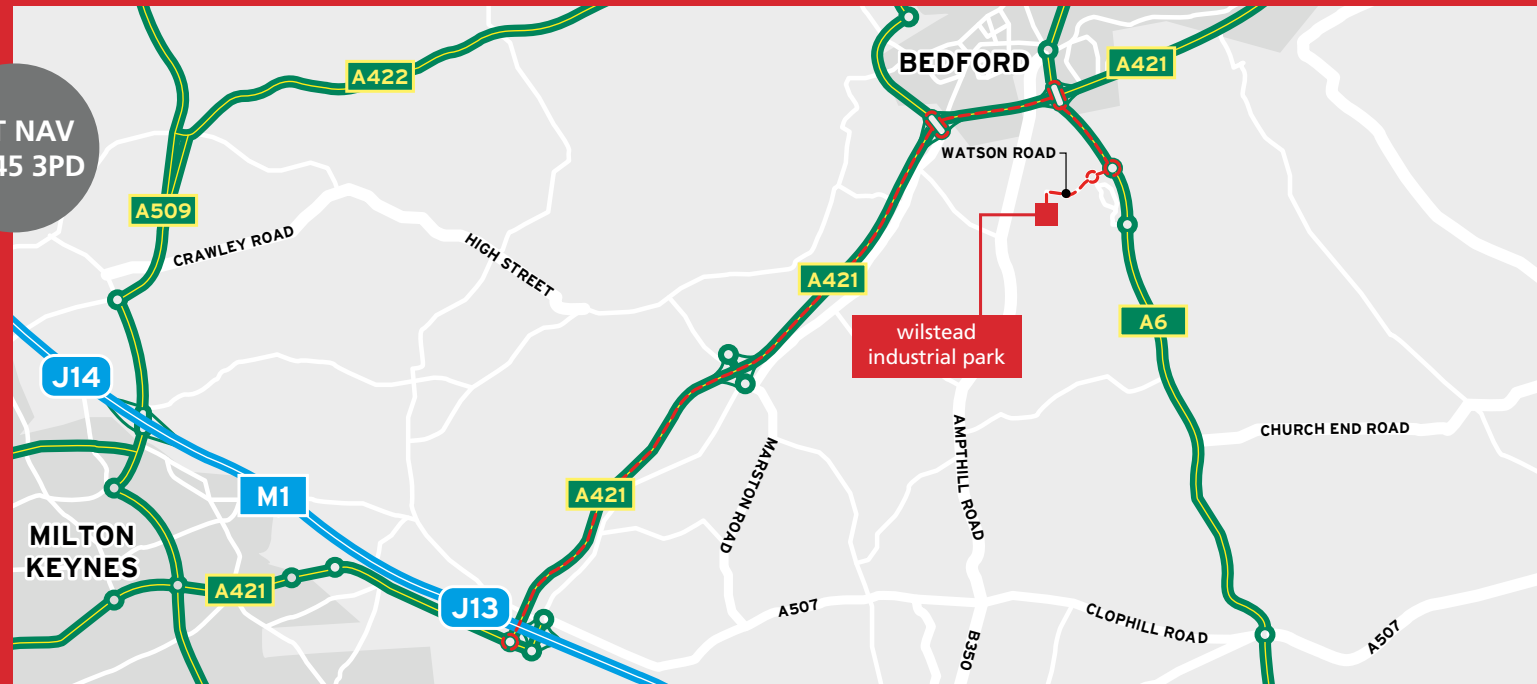 BEDFORD
A421
A422
T NAV
45 3PD
WATSON ROAD
A509
CRAWLEY ROAD
HIGH STREET
A421
wilstead
industrial park
A6
J14
AMPTHILL ROAD
CHURCH END ROAD
MARSTON ROAD
M1
A421
MILTON
KEYNES
A421
J13
A507
CLOPHILL ROAD
A507
B350